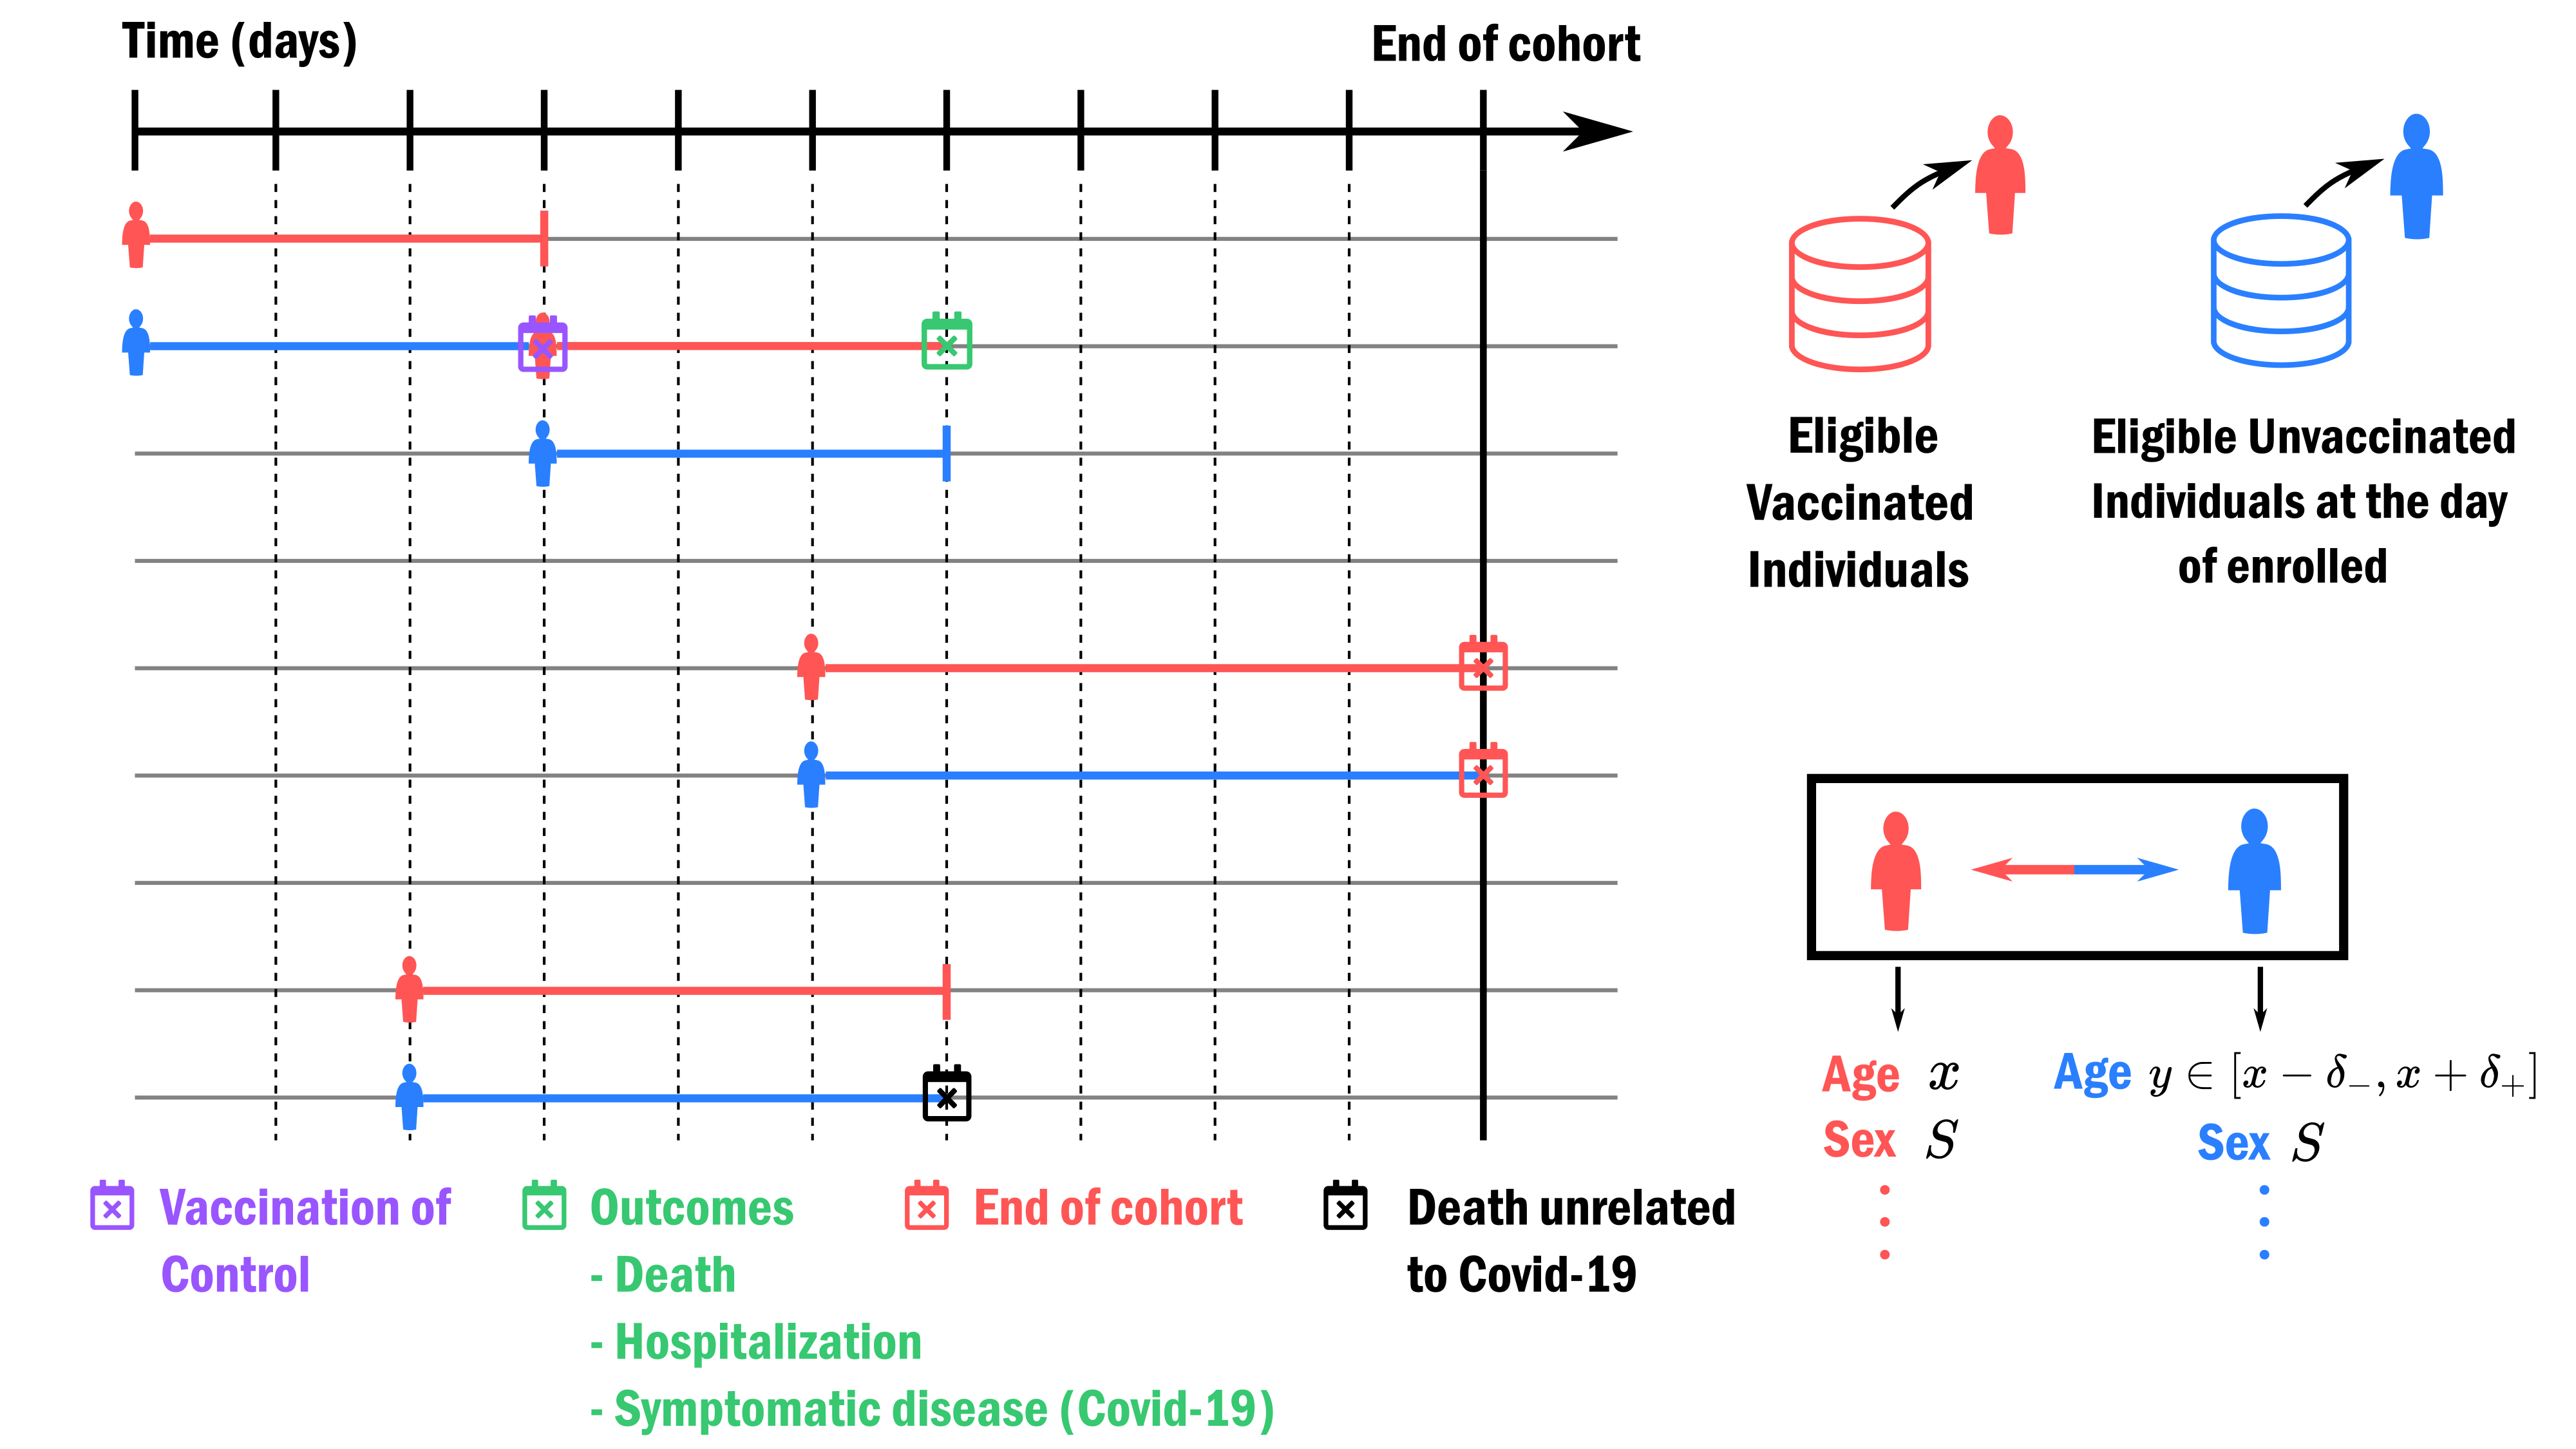 Time (days)
End of cohort
Eligible
Vaccinated
Individuals
Eligible Unvaccinated
Individuals at the day
of enrolled
Age x
Sex S
Age y ∈ [x − δ₋, x + δ₊]
Sex S
Vaccination of
Control
Outcomes
- Death
- Hospitalization
- Symptomatic disease (Covid-19)
End of cohort
Death unrelated
to Covid-19